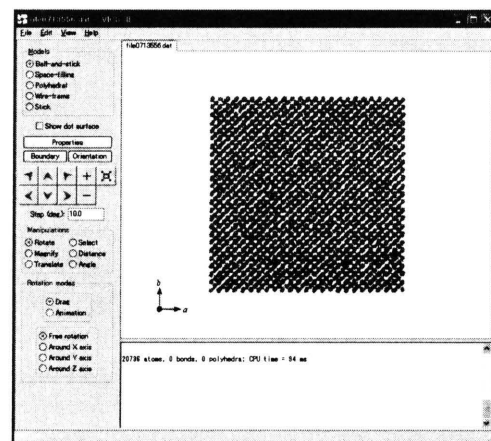 File Edit View Help
file0713556.dat
Models
Ball-and-stick
Space-filling
Polyhedral
Wire-frame
Stick
Show dot surface
Properties
Boundary Orientation
Step (deg.): 10.0
Manipulations
Rotate Select
Magnify Distance
Translate Angle
Rotation modes
Drag
Animation
Free rotation
Around X axis
Around Y axis
Around Z axis
b
a
20736 atoms, 0 bonds, 0 polyhedra; CPU time = 94 ms